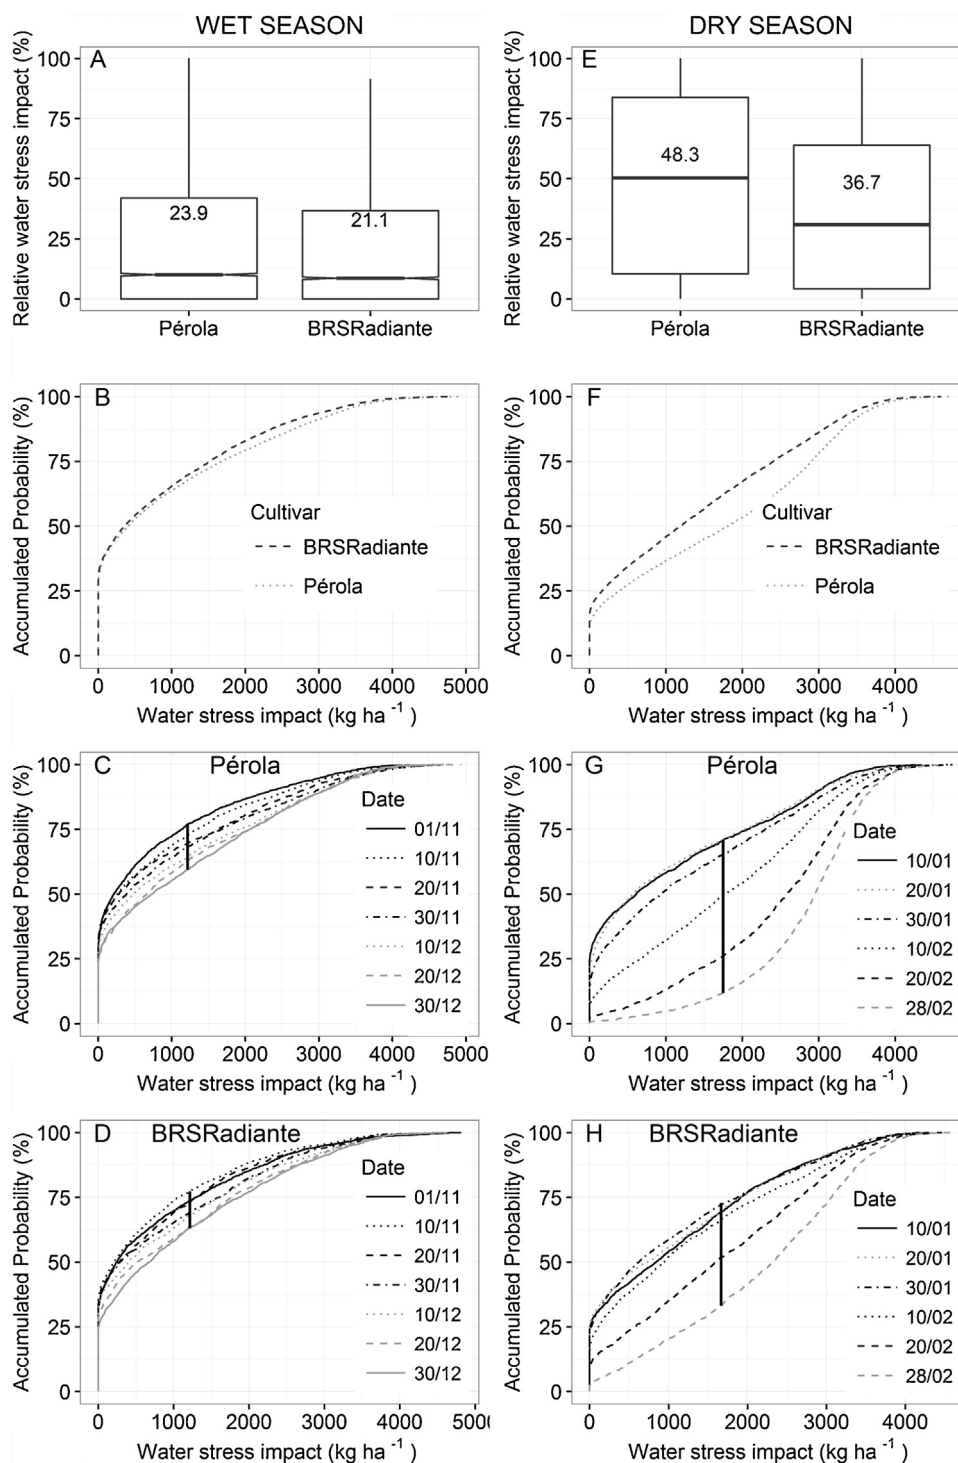 WET SEASON
DRY SEASON
A
Relative water stress impact (%)
100
75
50
25
0
23.9
21.1
Pérola
BRSRadiante
E
Relative water stress impact (%)
100
75
50
25
0
48.3
36.7
Pérola
BRSRadiante
B
Accumulated Probability (%)
100
75
50
25
0
Cultivar
BRSRadiante
Pérola
0 1000 2000 3000 4000 5000
Water stress impact (kg ha -1 )
F
Accumulated Probability (%)
100
75
50
25
0
Cultivar
BRSRadiante
Pérola
0 1000 2000 3000 4000
Water stress impact (kg ha -1 )
C Pérola
Accumulated Probability (%)
100
75
50
25
0
Date
01/11
10/11
20/11
30/11
10/12
20/12
30/12
0 1000 2000 3000 4000 5000
Water stress impact (kg ha -1 )
G Pérola
Accumulated Probability (%)
100
75
50
25
0
Date
10/01
20/01
30/01
10/02
20/02
28/02
0 1000 2000 3000 4000
Water stress impact (kg ha -1 )
D BRSRadiante
Accumulated Probability (%)
100
75
50
25
0
Date
01/11
10/11
20/11
30/11
10/12
20/12
30/12
0 1000 2000 3000 4000 500
Water stress impact (kg ha -1 )
H BRSRadiante
Accumulated Probability (%)
100
75
50
25
0
Date
10/01
20/01
30/01
10/02
20/02
28/02
0 1000 2000 3000 4000
Water stress impact (kg ha -1 )